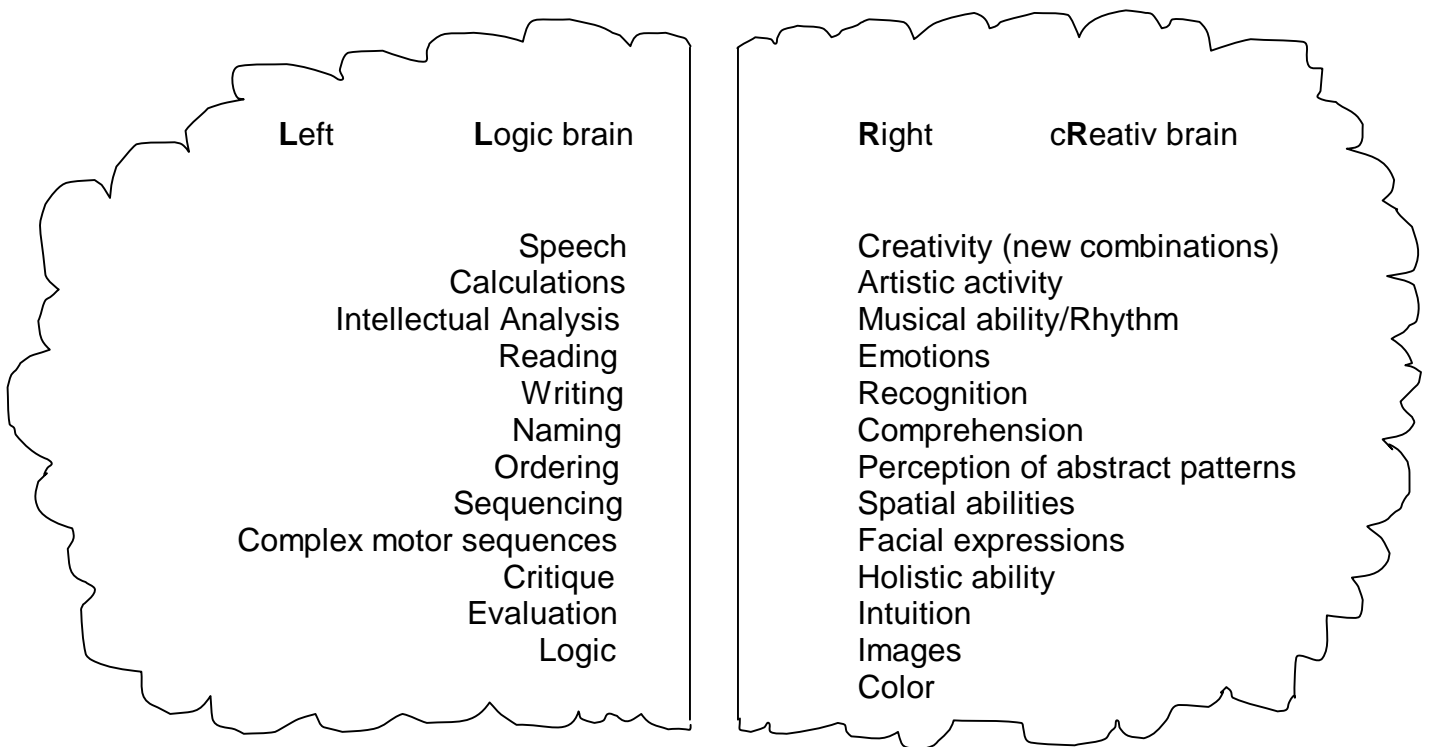 Left Logic brain
Speech
Calculations
Intellectual Analysis
Reading
Writing
Naming
Ordering
Sequencing
Complex motor sequences
Critique
Evaluation
Logic
Right cReativ brain
Creativity (new combinations)
Artistic activity
Musical ability/Rhythm
Emotions
Recognition
Comprehension
Perception of abstract patterns
Spatial abilities
Facial expressions
Holistic ability
Intuition
Images
Color